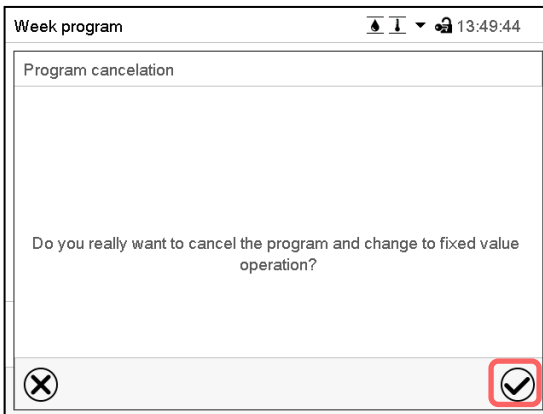 Week program 13:49:44
Program cancelation
Do you really want to cancel the program and change to fixed value
operation?